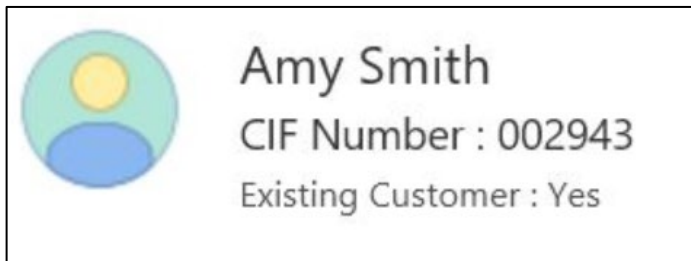 Amy Smith
CIF Number : 002943
Existing Customer : Yes